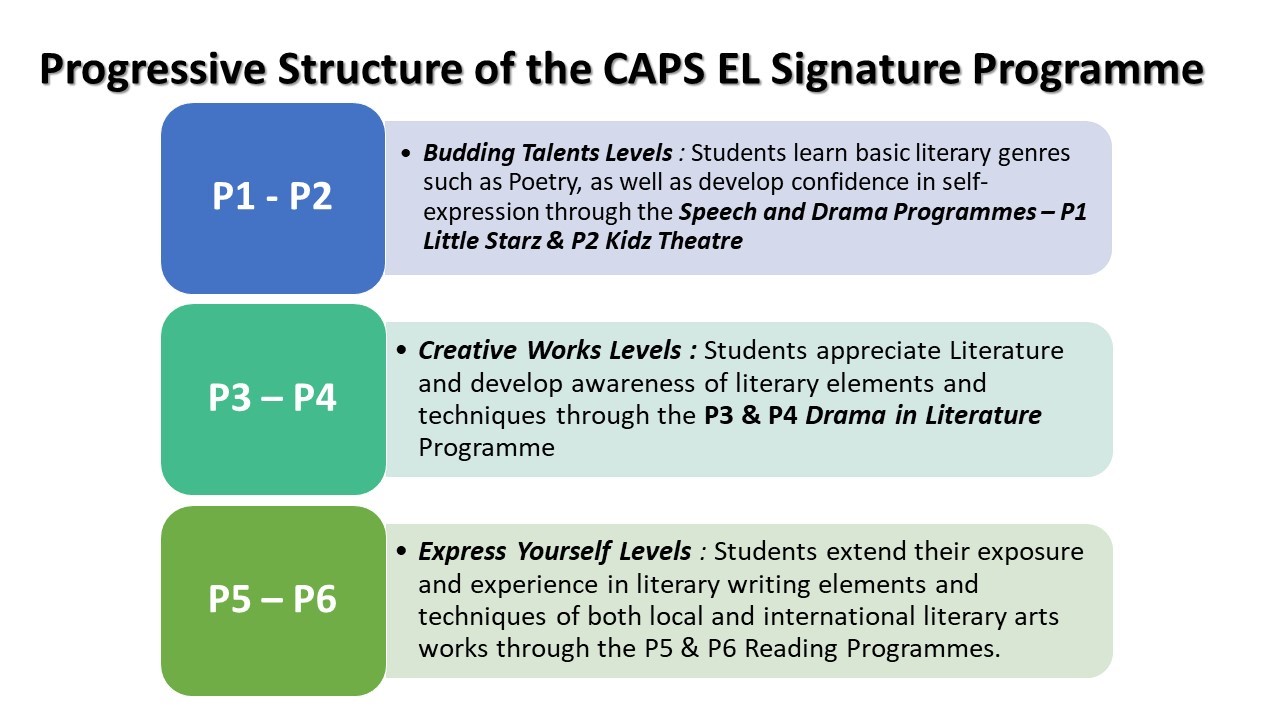 Progressive Structure of the CAPS EL Signature Programme
P1 - P2
• Budding Talents Levels : Students learn basic literary genres
such as Poetry, as well as develop confidence in self-
expression through the Speech and Drama Programmes – P1
Little Starz & P2 Kidz Theatre
P3 – P4
• Creative Works Levels : Students appreciate Literature
and develop awareness of literary elements and
techniques through the P3 & P4 Drama in Literature
Programme
P5 – P6
• Express Yourself Levels : Students extend their exposure
and experience in literary writing elements and
techniques of both local and international literary arts
works through the P5 & P6 Reading Programmes.